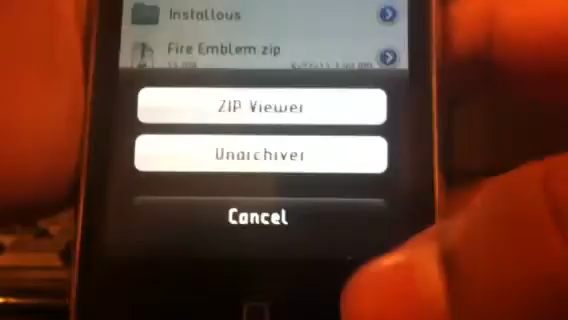 Installous
Fire Emblem zip
ZIP Viewer
Unarchiver
Cancel